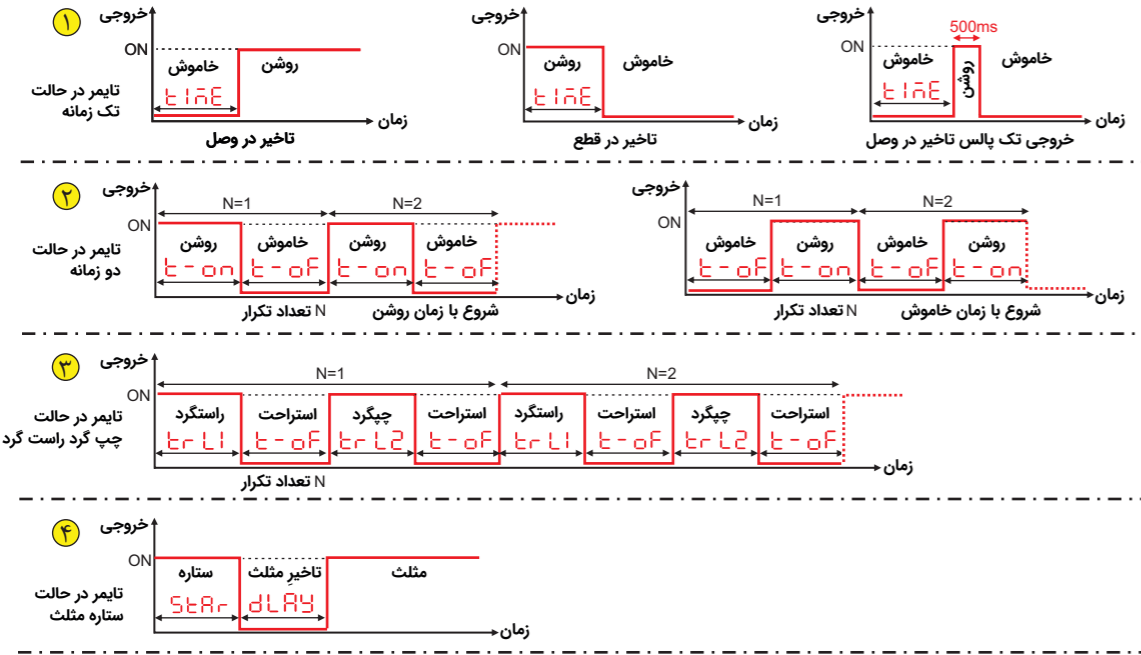 ۱
تایمر در حالت
تک زمانه
خروجی
ON
خاموش
روشن
tIME
زمان
تاخیر در وصل
خروجی
ON
روشن
خاموش
tIME
زمان
تاخیر در قطع
خروجی
500ms
ON
خاموش
روشن
خاموش
tIME
زمان
خروجی تک پالس تاخیر در وصل
۲
تایمر در حالت
دو زمانه
خروجی
N=1
N=2
ON
روشن
خاموش
روشن
خاموش
t-on
t-oF
t-on
t-oF
زمان
N تعداد تکرار
شروع با زمان روشن
خروجی
N=1
N=2
ON
خاموش
روشن
خاموش
روشن
t-oF
t-on
t-oF
t-on
زمان
N تعداد تکرار
شروع با زمان خاموش
۳
تایمر در حالت
چپ گرد راست گرد
خروجی
N=1
N=2
ON
راستگرد
استراحت
چپگرد
استراحت
راستگرد
استراحت
چپگرد
استراحت
trL1
t-oF
trL2
t-oF
trL1
t-oF
trL2
t-oF
زمان
N تعداد تکرار
۴
تایمر در حالت
ستاره مثلث
خروجی
ON
ستاره
تاخیرِ مثلث
مثلث
StAr
dLAY
زمان